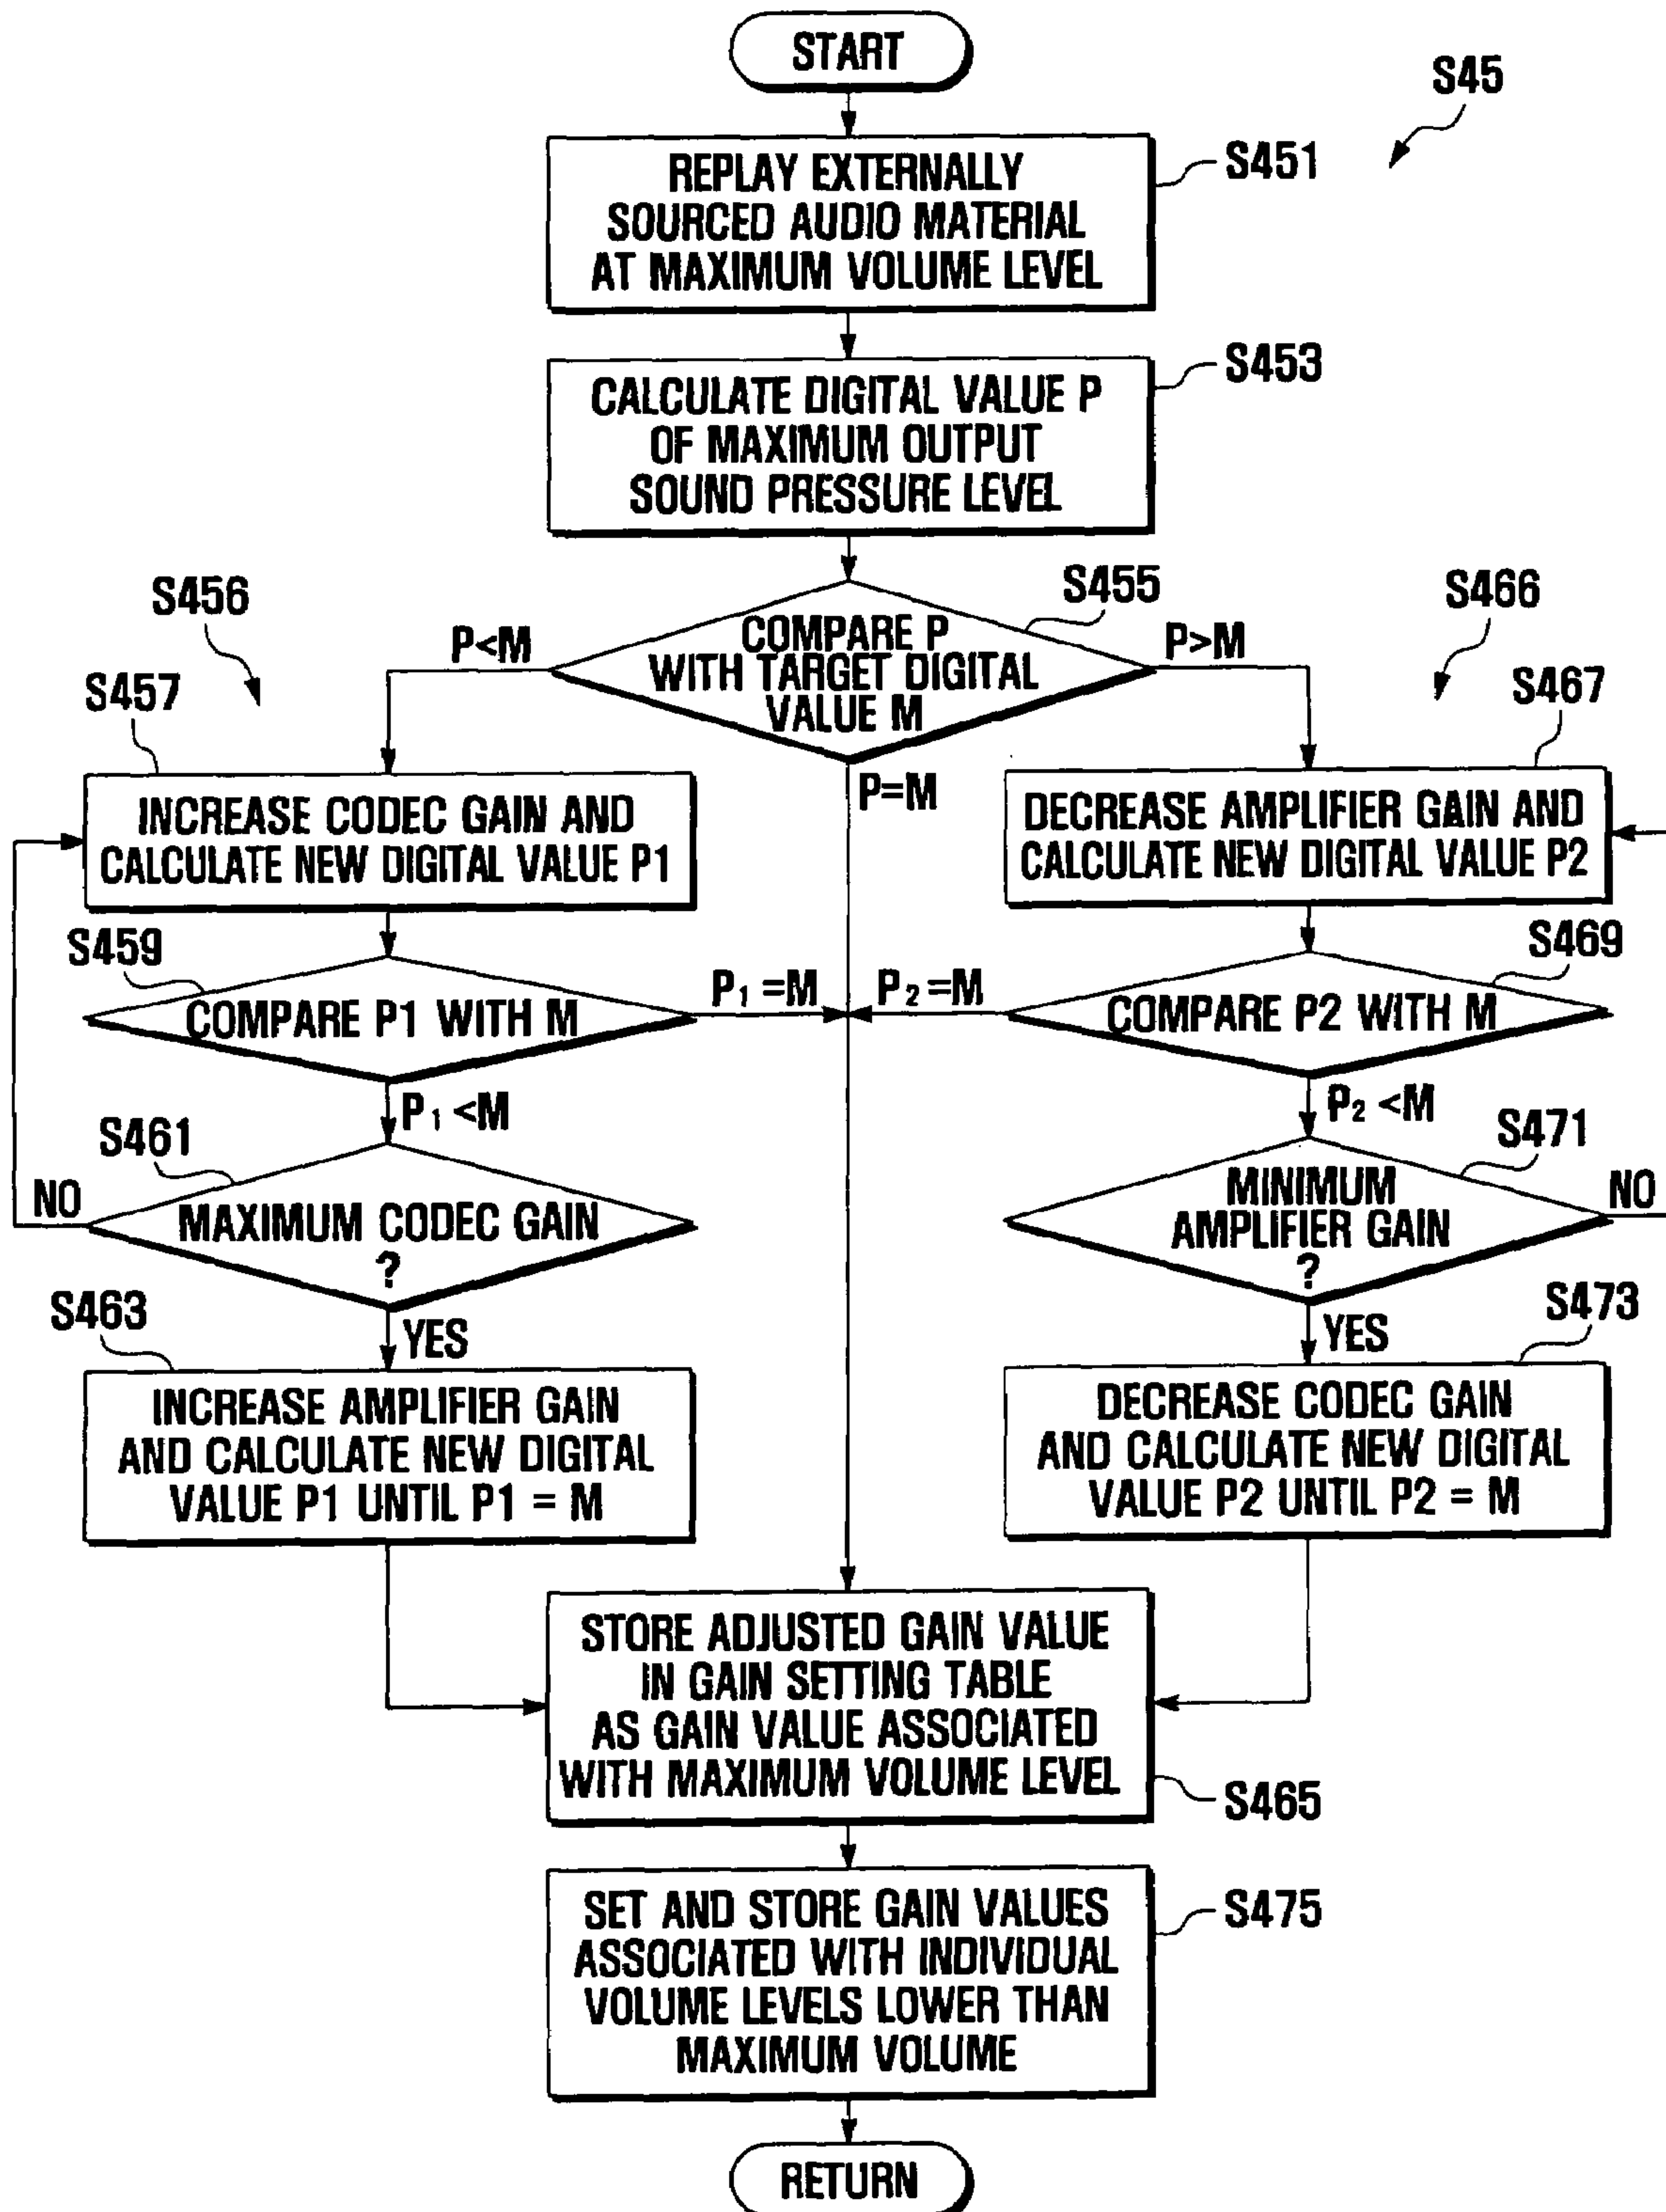 START
S45
REPLAY EXTERNALLY
SOURCED AUDIO MATERIAL
AT MAXIMUM VOLUME LEVEL
S451
CALCULATE DIGITAL VALUE P
OF MAXIMUM OUTPUT
SOUND PRESSURE LEVEL
S453
S456
S455
S466
P<M
COMPARE P
WITH TARGET DIGITAL
VALUE M
P>M
P=M
S457
INCREASE CODEC GAIN AND
CALCULATE NEW DIGITAL VALUE P1
S467
DECREASE AMPLIFIER GAIN AND
CALCULATE NEW DIGITAL VALUE P2
S459
COMPARE P1 WITH M
P₁ =M
P₂ =M
S469
COMPARE P2 WITH M
P₁ <M
P₂ <M
S461
NO
MAXIMUM CODEC GAIN
?
YES
S471
MINIMUM
AMPLIFIER GAIN
?
NO
YES
S463
INCREASE AMPLIFIER GAIN
AND CALCULATE NEW DIGITAL
VALUE P1 UNTIL P1 = M
S473
DECREASE CODEC GAIN
AND CALCULATE NEW DIGITAL
VALUE P2 UNTIL P2 = M
STORE ADJUSTED GAIN VALUE
IN GAIN SETTING TABLE
AS GAIN VALUE ASSOCIATED
WITH MAXIMUM VOLUME LEVEL
S465
SET AND STORE GAIN VALUES
ASSOCIATED WITH INDIVIDUAL
VOLUME LEVELS LOWER THAN
MAXIMUM VOLUME
S475
RETURN